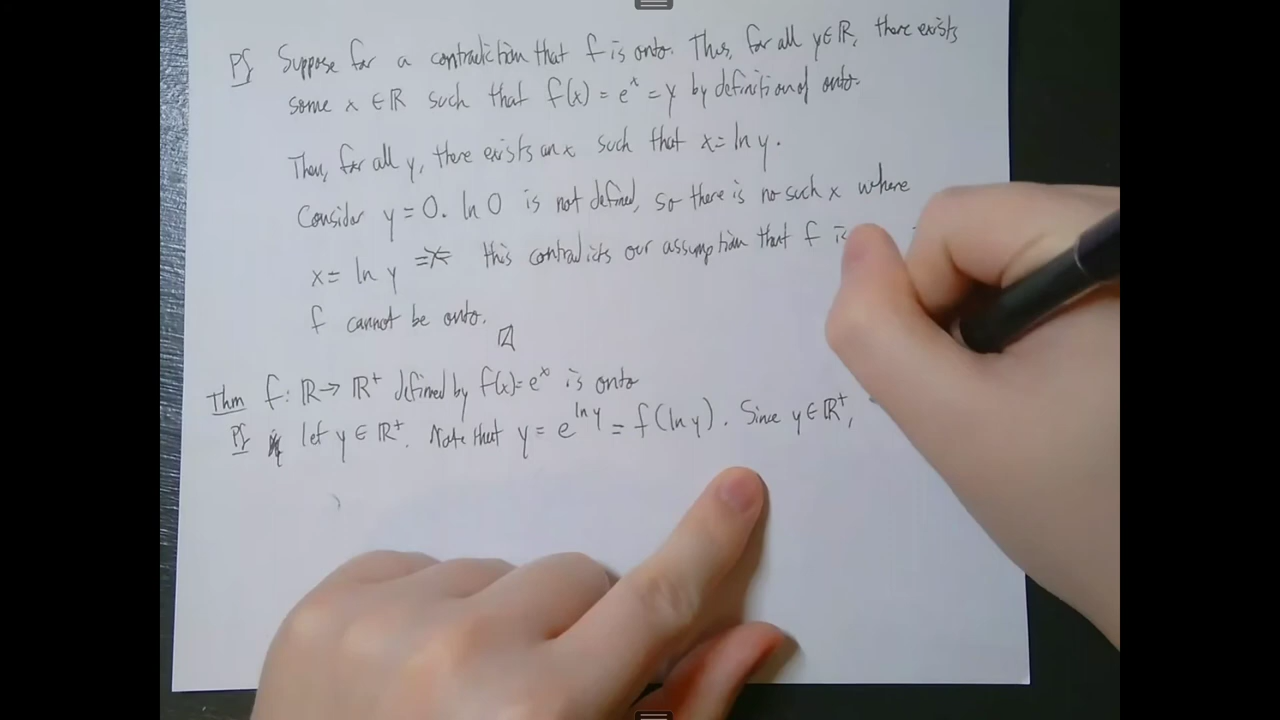 Pf Suppose for a contradiction that f is onto. Thus, for all y∈ℝ, there exists
some x ∈ ℝ such that f(x) = eˣ = y by definition of onto.
Then, for all y, there exists an x such that x = ln y.
Consider y = 0. ln 0 is not defined, so there is no such x where
x = ln y =※= this contradicts our assumption that f is
f cannot be onto.
Thm f: ℝ → ℝ⁺ defined by f(x) = eˣ is onto
Pf let y ∈ ℝ⁺. Note that y = e^{ln y} = f(ln y). Since y ∈ ℝ⁺,